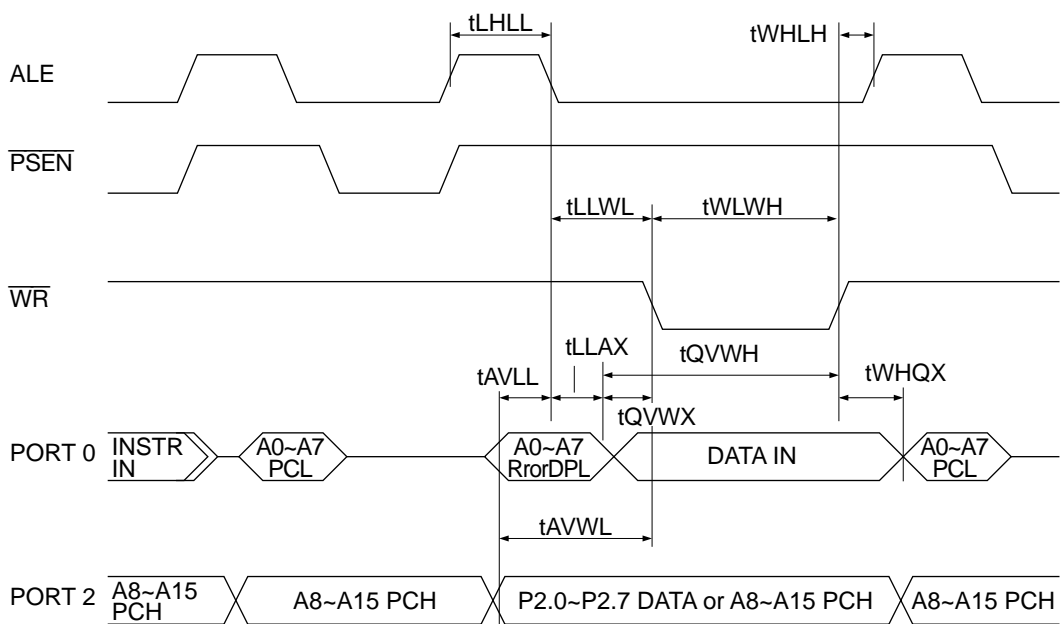 tLHLL
tWHLH
ALE
PSEN
tLLWL
tWLWH
WR
tLLAX
tQVWH
tAVLL
tWHQX
tQVWX
PORT 0
INSTR
IN
A0~A7
PCL
A0~A7
RrorDPL
DATA IN
A0~A7
PCL
tAVWL
PORT 2
A8~A15
PCH
A8~A15 PCH
P2.0~P2.7 DATA or A8~A15 PCH
A8~A15 PCH